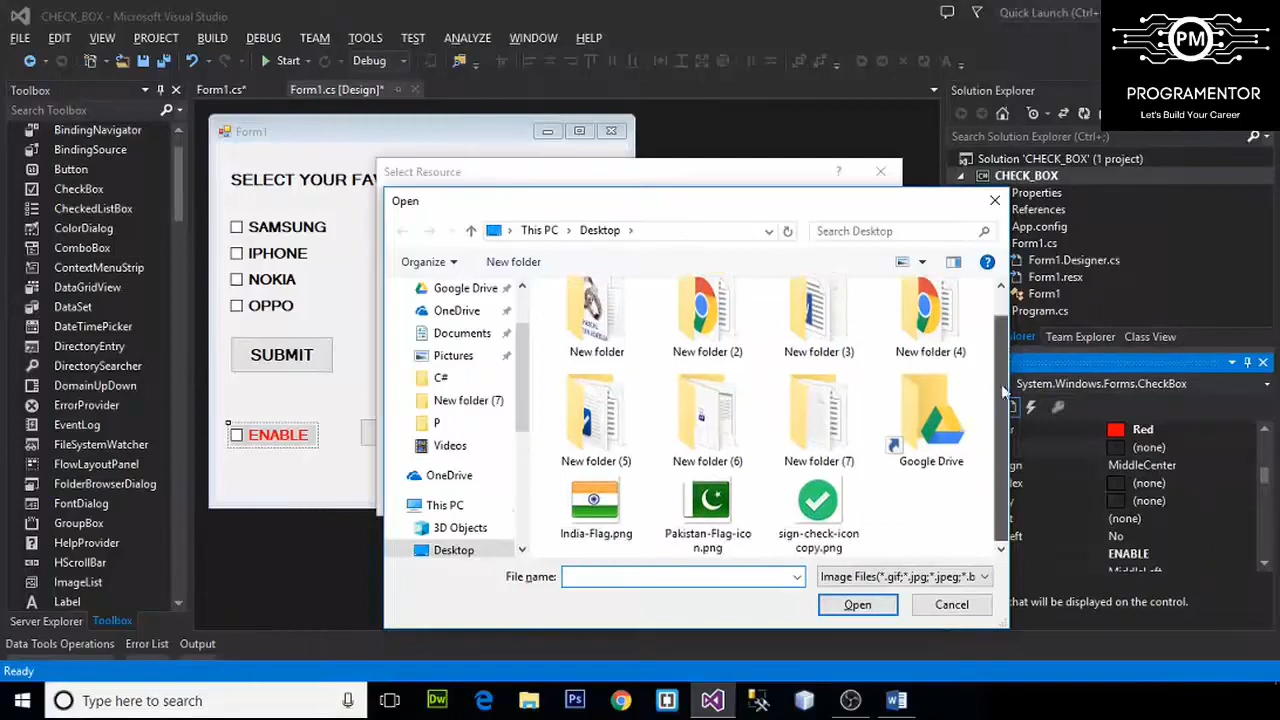 CHECK_BOX - Microsoft Visual Studio
Quick Launch (Ctrl+
FILE EDIT VIEW PROJECT BUILD DEBUG TEAM TOOLS TEST ANALYZE WINDOW HELP
Start Debug
PM
PROGRAMENTOR
Let's Build Your Career
Toolbox
Search Toolbox
BindingNavigator
BindingSource
Button
CheckBox
CheckedListBox
ColorDialog
ComboBox
ContextMenuStrip
DataGridView
DataSet
DateTimePicker
DirectoryEntry
DirectorySearcher
DomainUpDown
ErrorProvider
EventLog
FileSystemWatcher
FlowLayoutPanel
FolderBrowserDialog
FontDialog
GroupBox
HelpProvider
HScrollBar
ImageList
Label
Server Explorer Toolbox
Form1.cs* Form1.cs [Design]*
Form1
SELECT YOUR FAV
SAMSUNG
IPHONE
NOKIA
OPPO
SUBMIT
ENABLE
Select Resource
Open
This PC Desktop
Search Desktop
Organize New folder
Google Drive
OneDrive
Documents
Pictures
C#
New folder (7)
P
Videos
OneDrive
This PC
3D Objects
Desktop
New folder New folder (2) New folder (3) New folder (4)
New folder (5) New folder (6) New folder (7) Google Drive
India-Flag.png Pakistan-Flag-ico
n.png sign-check-icon
copy.png
File name: Image Files(*.gif;*.jpg;*.jpeg;*.b
Open Cancel
Solution Explorer
Search Solution Explorer (Ctrl+;)
Solution 'CHECK_BOX' (1 project)
CHECK_BOX
Properties
References
App.config
Form1.cs
Form1.Designer.cs
Form1.resx
Form1
Program.cs
lorer Team Explorer Class View
System.Windows.Forms.CheckBox
r Red
(none)
ign MiddleCenter
dex (none)
y (none)
t (none)
t No
ENABLE
MiddleLeft
that will be displayed on the control.
Data Tools Operations Error List Output
Ready
Type here to search